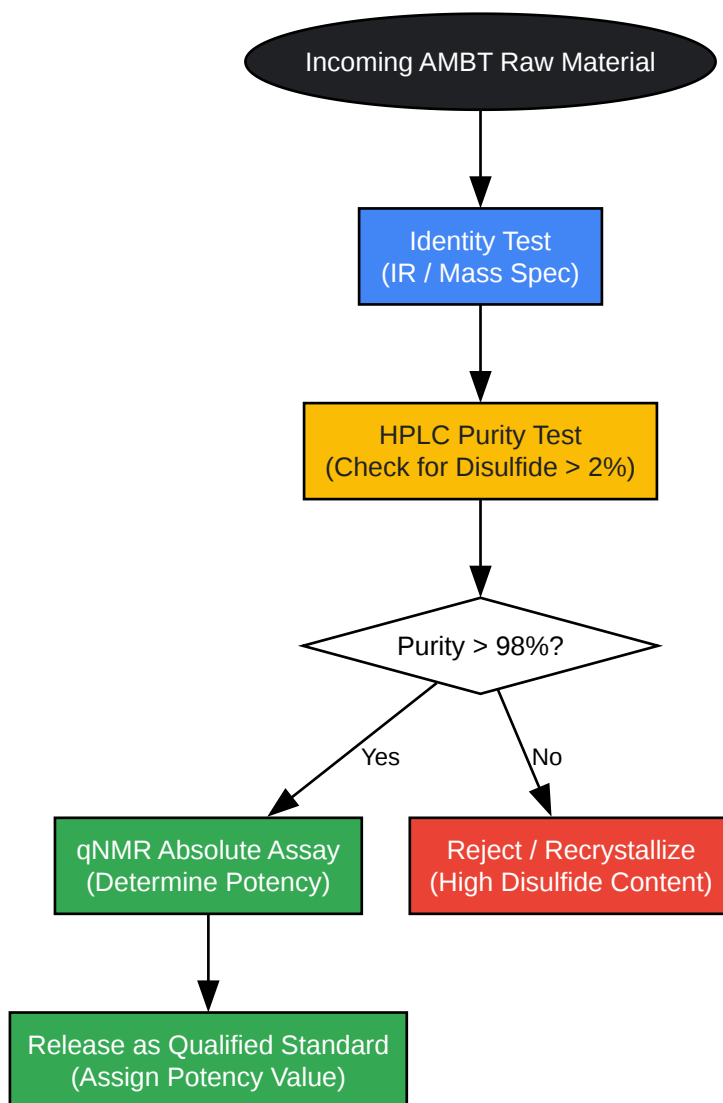 Incoming AMBT Raw Material
Identity Test
(IR / Mass Spec)
HPLC Purity Test
(Check for Disulfide > 2%)
Purity > 98%?
Yes
No
qNMR Absolute Assay
(Determine Potency)
Reject / Recrystallize
(High Disulfide Content)
Release as Qualified Standard
(Assign Potency Value)